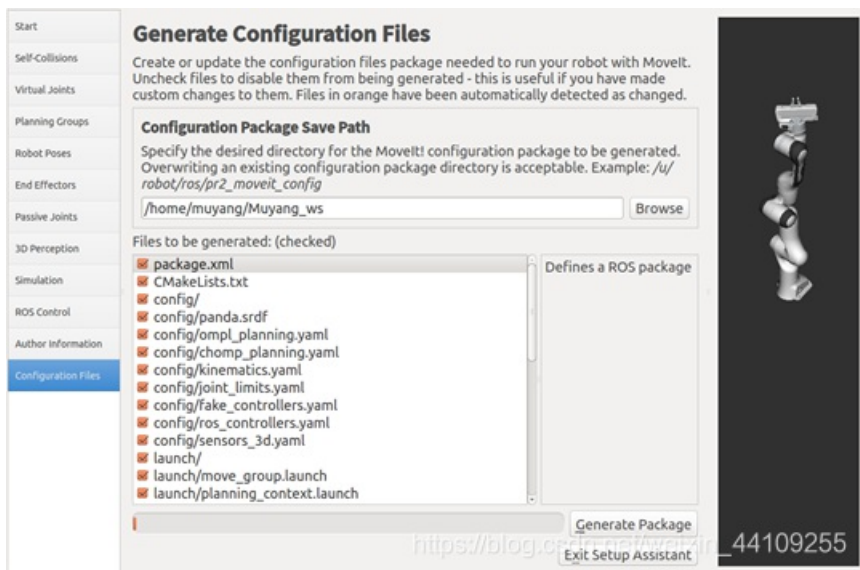 Start
Self-Collisions
Virtual Joints
Planning Groups
Robot Poses
End Effectors
Passive Joints
3D Perception
Simulation
ROS Control
Author Information
Configuration Files
Generate Configuration Files
Create or update the configuration files package needed to run your robot with MoveIt.
Uncheck files to disable them from being generated - this is useful if you have made
custom changes to them. Files in orange have been automatically detected as changed.
Configuration Package Save Path
Specify the desired directory for the MoveIt! configuration package to be generated.
Overwriting an existing configuration package directory is acceptable. Example: /u/
robot/ros/pr2_moveit_config
/home/muyang/Muyang_ws
Browse
Files to be generated: (checked)
package.xml
CMakeLists.txt
config/
config/panda.srdf
config/ompl_planning.yaml
config/chomp_planning.yaml
config/kinematics.yaml
config/joint_limits.yaml
config/fake_controllers.yaml
config/ros_controllers.yaml
config/sensors_3d.yaml
launch/
launch/move_group.launch
launch/planning_context.launch
Defines a ROS package
Generate Package
Exit Setup Assistant
https://blog.csdn.net/weixin_44109255